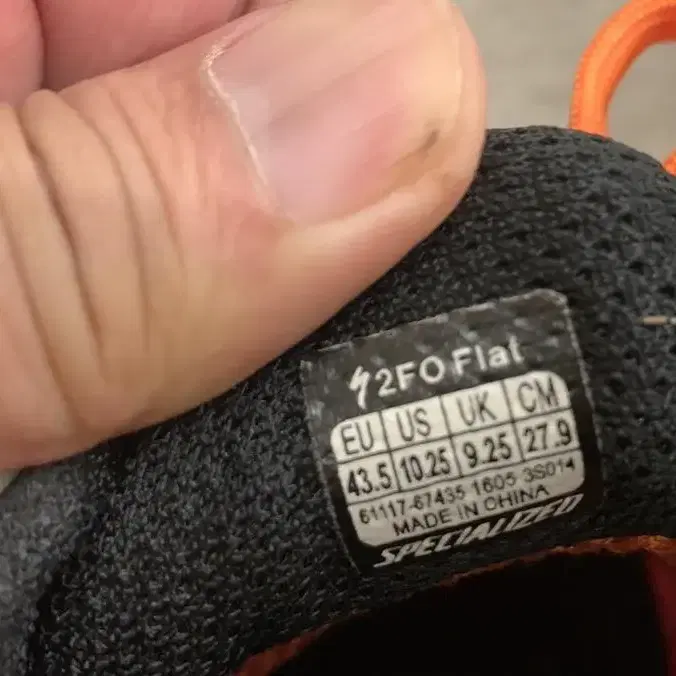 2FO Flat
EU US UK CM
43.5 10.25 9.25 27.9
61117-67435 1605 3S014
MADE IN CHINA
SPECIALIZED